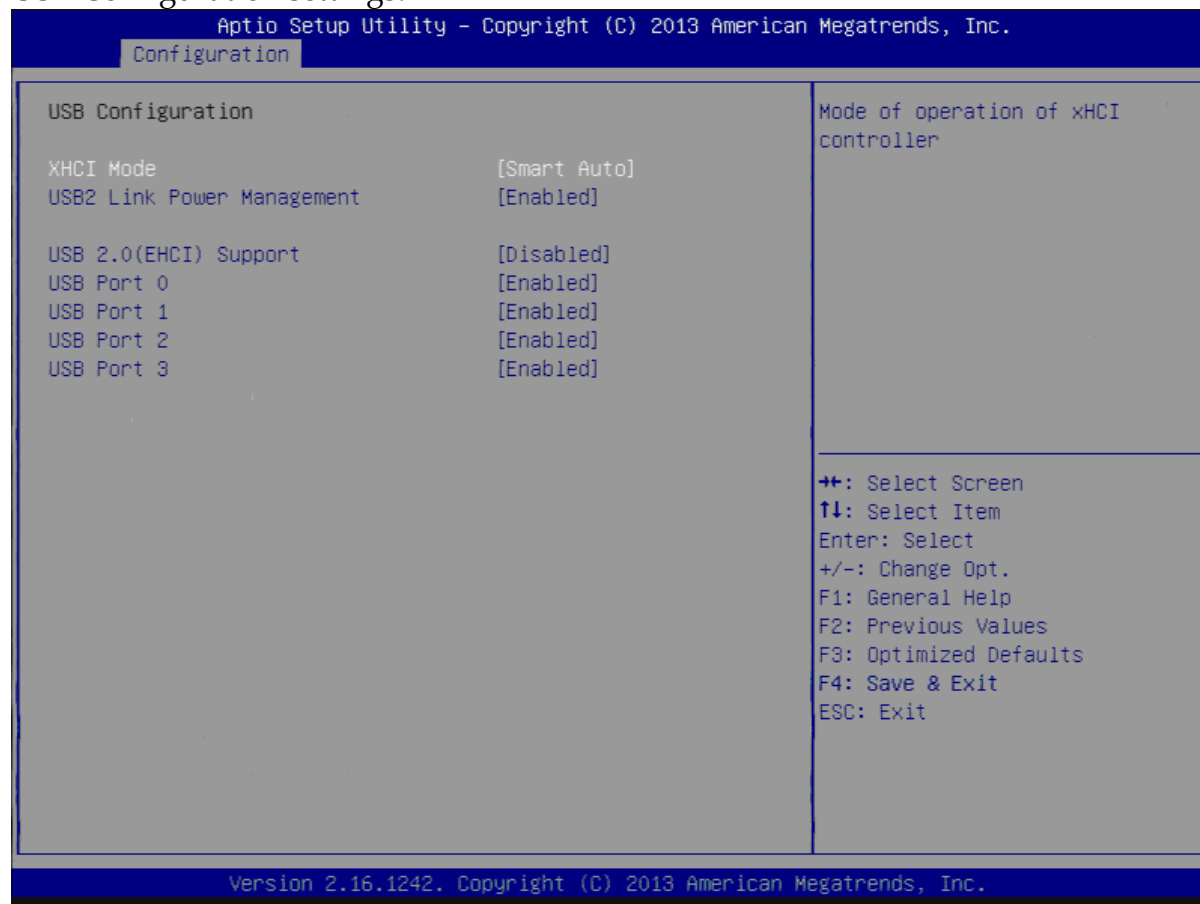 Aptio Setup Utility – Copyright (C) 2013 American Megatrends, Inc.
Configuration
USB Configuration
XHCI Mode [Smart Auto]
USB2 Link Power Management [Enabled]
USB 2.0(EHCI) Support [Disabled]
USB Port 0 [Enabled]
USB Port 1 [Enabled]
USB Port 2 [Enabled]
USB Port 3 [Enabled]
Mode of operation of xHCI
controller
→←: Select Screen
↑↓: Select Item
Enter: Select
+/-: Change Opt.
F1: General Help
F2: Previous Values
F3: Optimized Defaults
F4: Save & Exit
ESC: Exit
Version 2.16.1242. Copyright (C) 2013 American Megatrends, Inc.